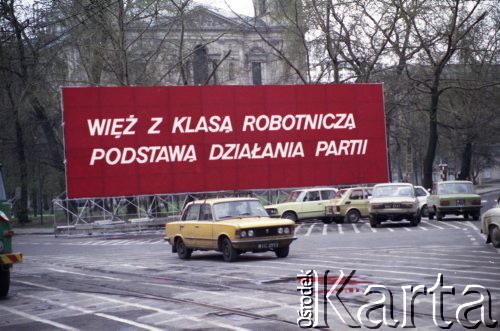 WIĘŹ Z KLASĄ ROBOTNICZĄ
PODSTAWĄ DZIAŁANIA PARTII
ośrodek
Karta